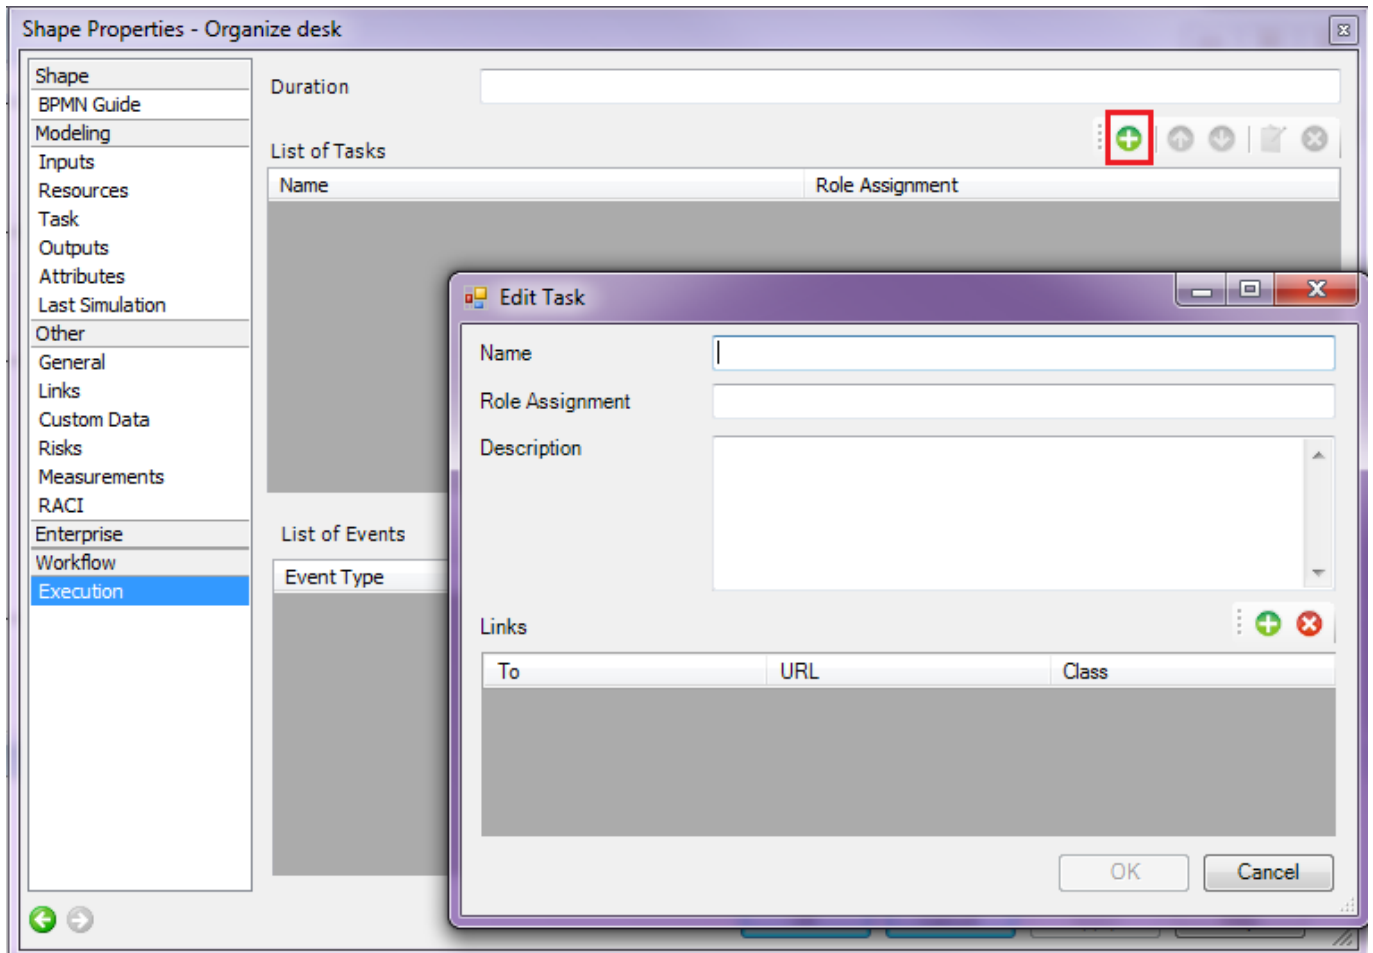 Shape Properties - Organize desk
Shape
BPMN Guide
Modeling
Inputs
Resources
Task
Outputs
Attributes
Last Simulation
Other
General
Links
Custom Data
Risks
Measurements
RACI
Enterprise
Workflow
Execution
Duration
List of Tasks
Name Role Assignment
List of Events
Event Type
Edit Task
Name
Role Assignment
Description
Links
To URL Class
OK Cancel